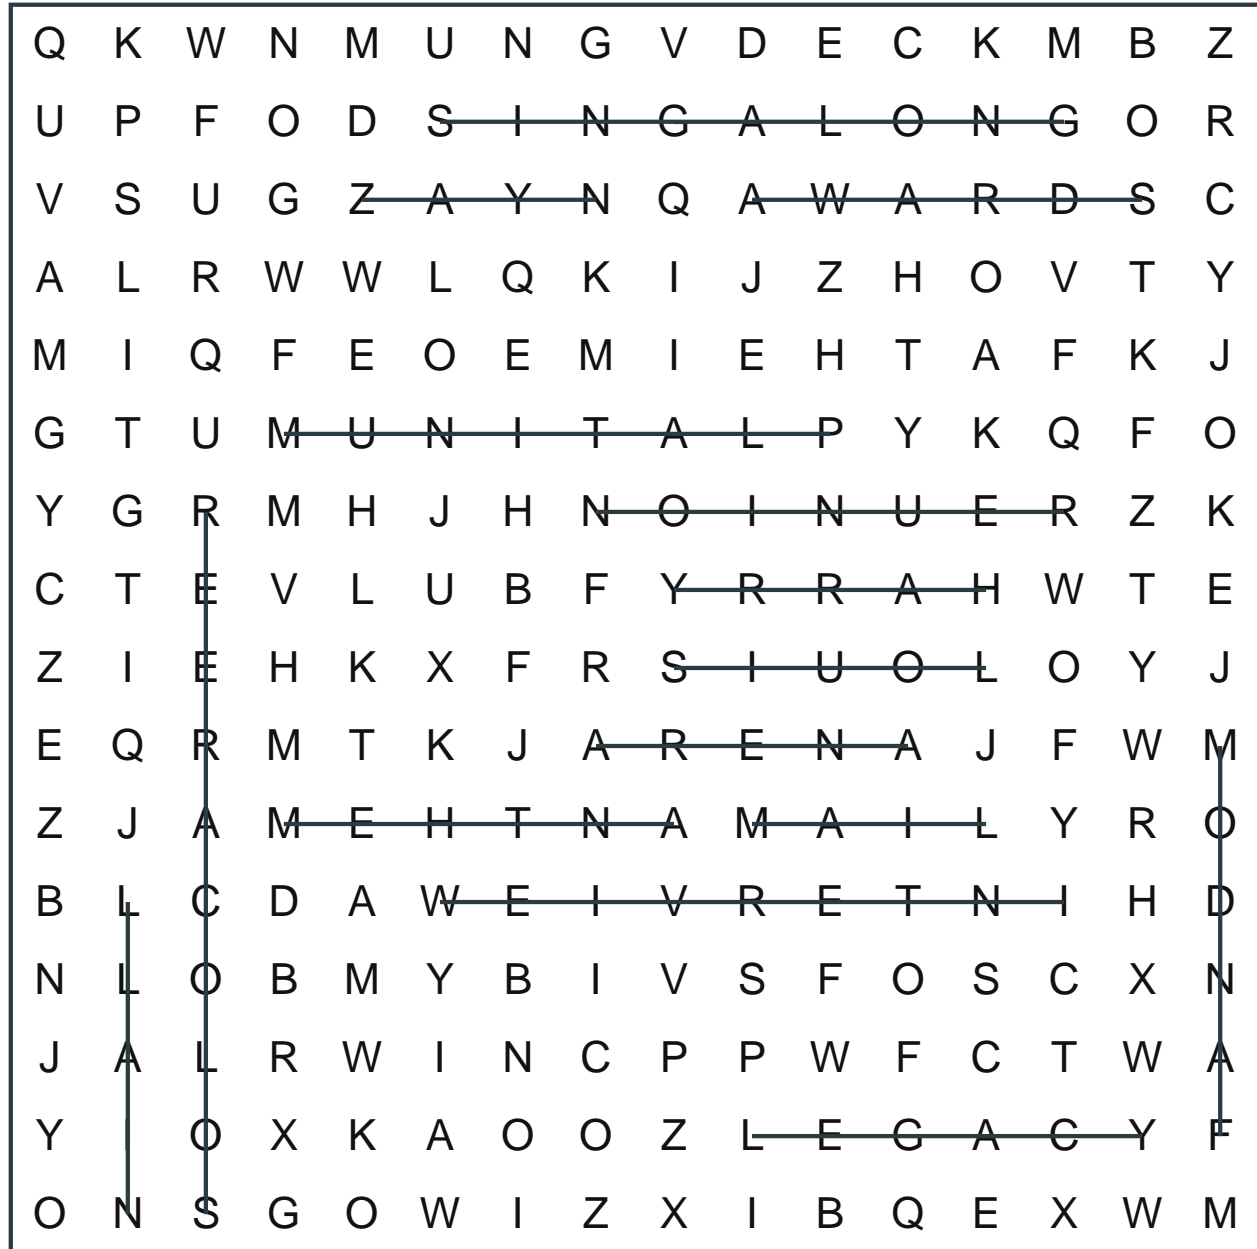 Q K W N M U N G V D E C K M B Z
U P F O D S I N G A L O N G O R
V S U G Z A Y N Q A W A R D S C
A L R W W L Q K I J Z H O V T Y
M I Q F E O E M I E H T A F K J
G T U M U N I T A L P Y K Q F O
Y G R M H J H N O I N U E R Z K
C T E V L U B F Y R R A H W T E
Z I E H K X F R S I U O L O Y J
E Q R M T K J A R E N A J F W M
Z J A M E H T N A M A I L Y R O
B L C D A W E I V R E T N I H D
N L O B M Y B I V S F O S C X N
J A L R W I N C P P W F C T W A
Y I O X K A O O Z L E G A C Y F
O N S G O W I Z X I B Q E X W M